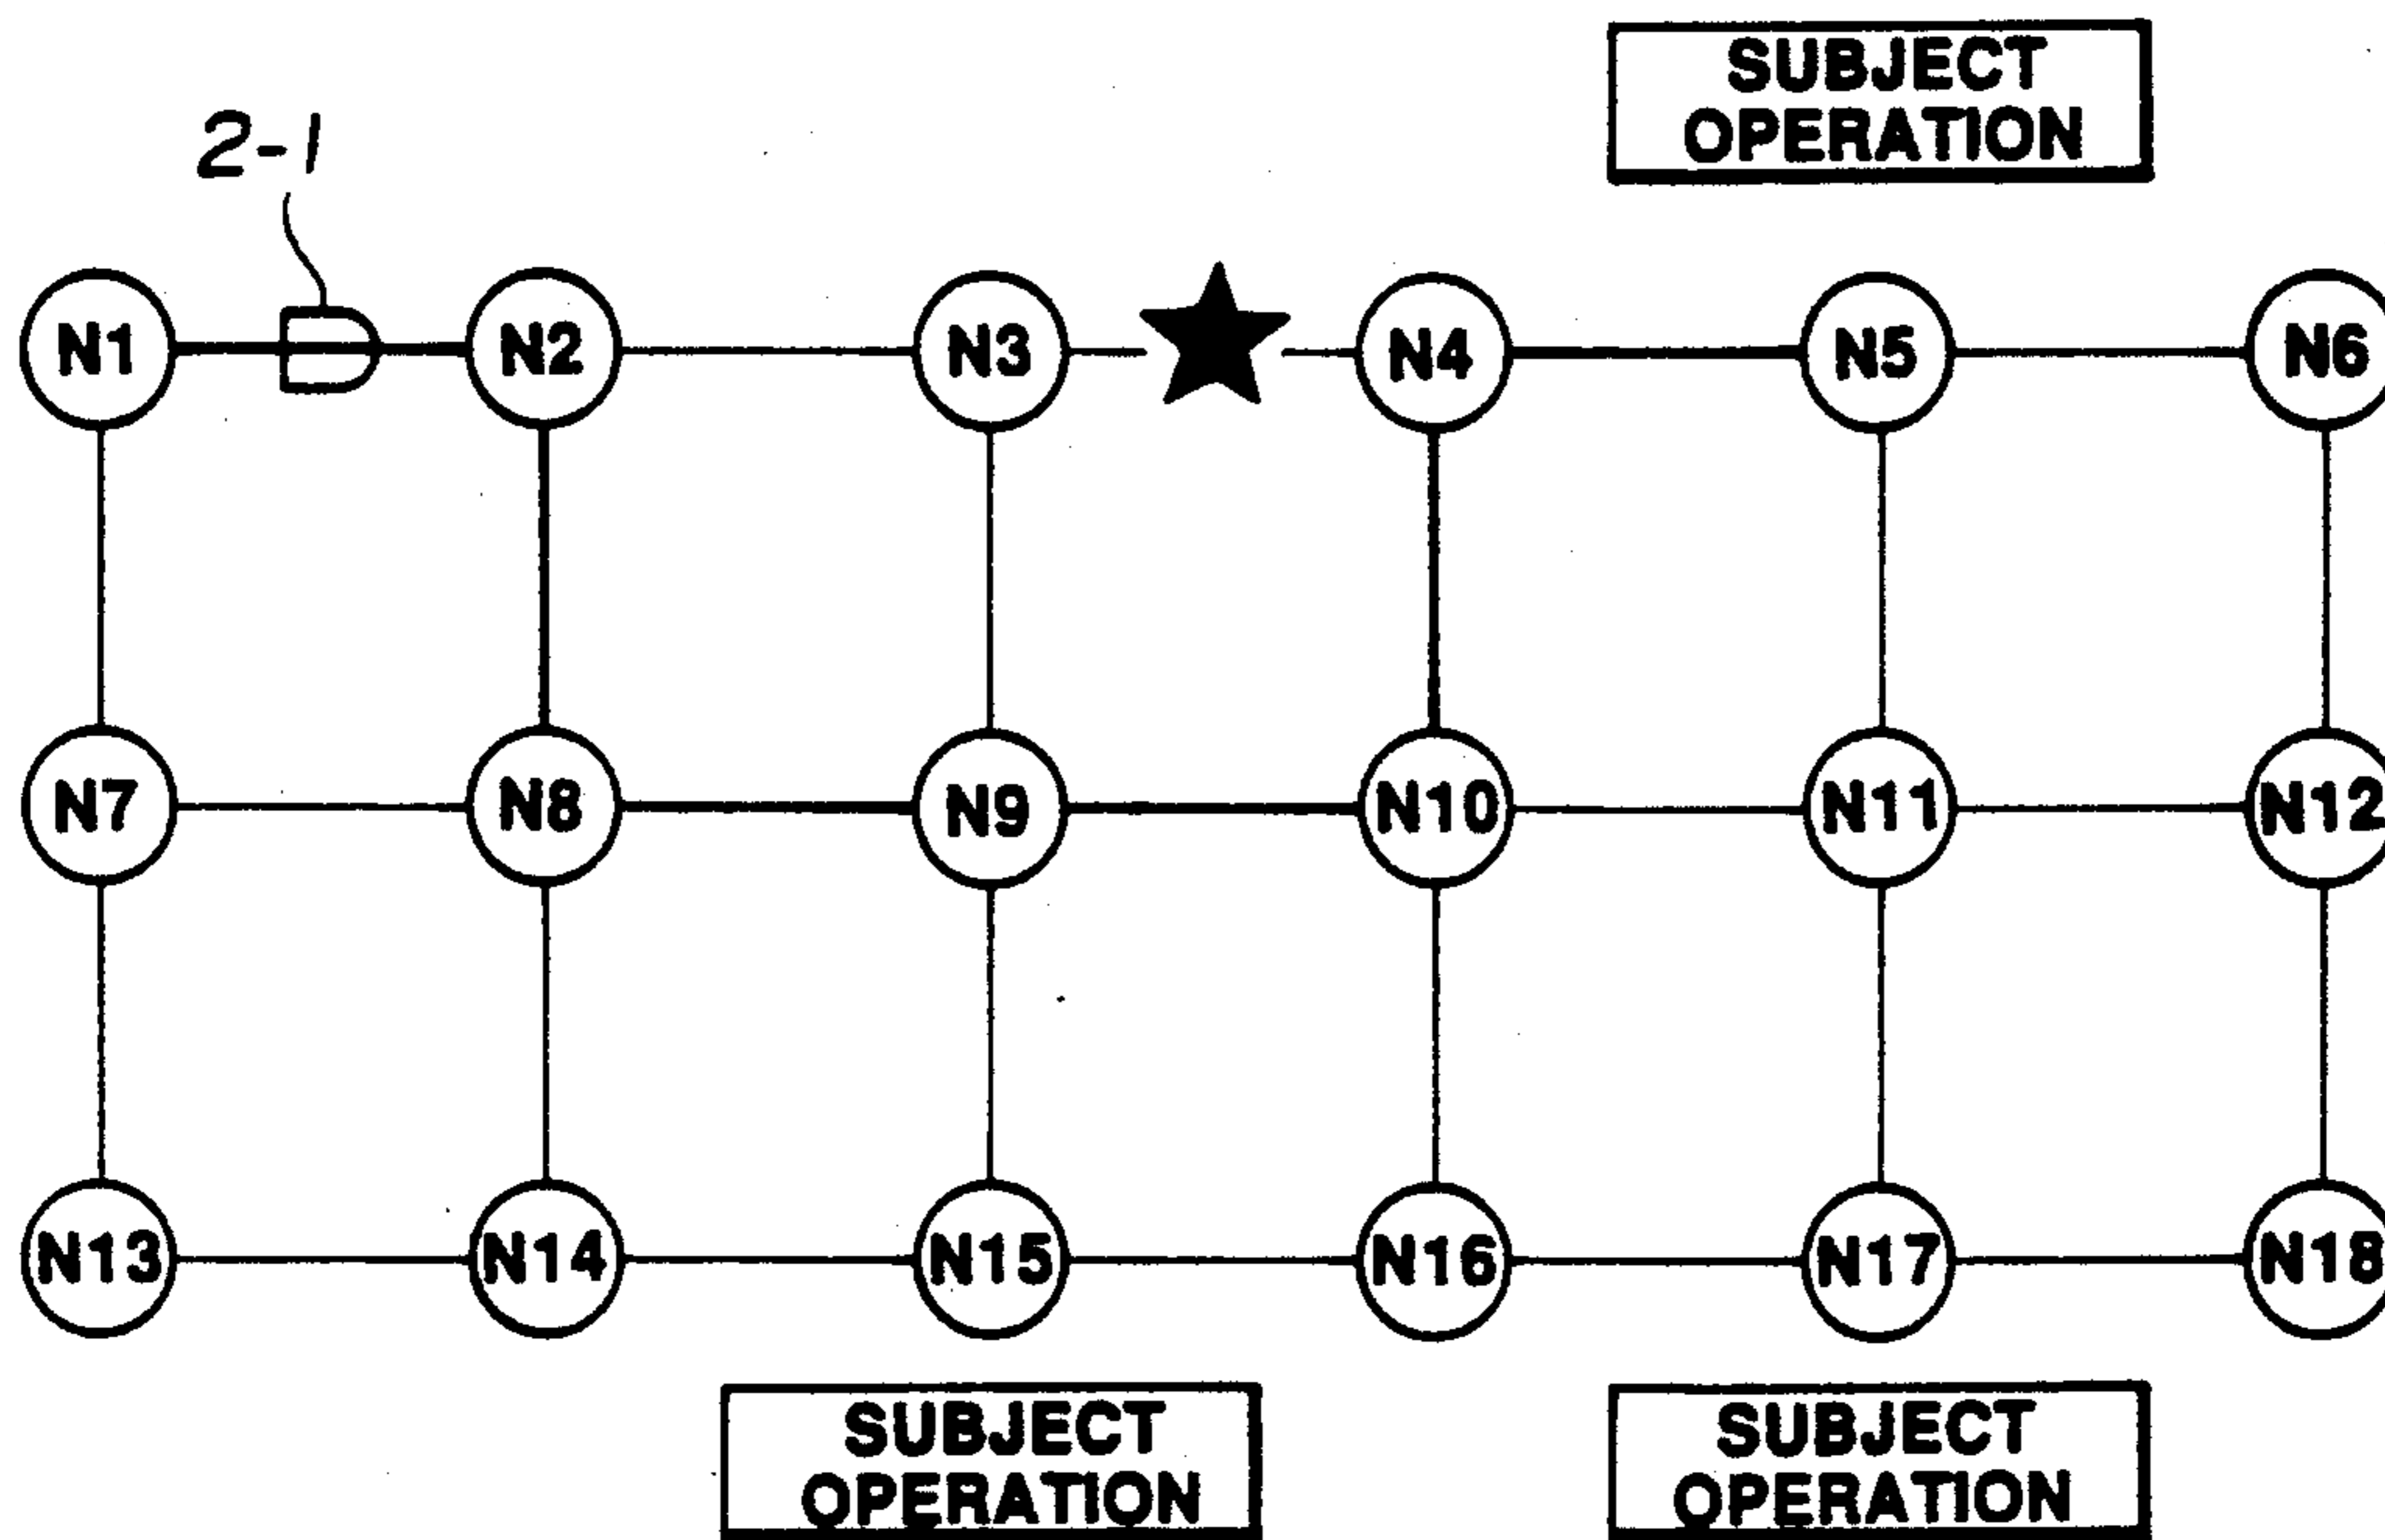 SUBJECT
OPERATION
2-1
N1 N2 N3 N4 N5 N6
N7 N8 N9 N10 N11 N12
N13 N14 N15 N16 N17 N18
SUBJECT
OPERATION
SUBJECT
OPERATION